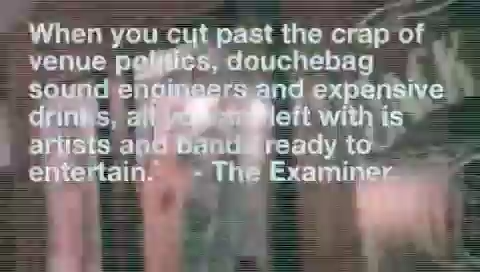 When you cut past the crap of
venue politics, douchebag
sound engineers and expensive
drinks, all left with is
artists and bands ready to
entertain." - The Examiner